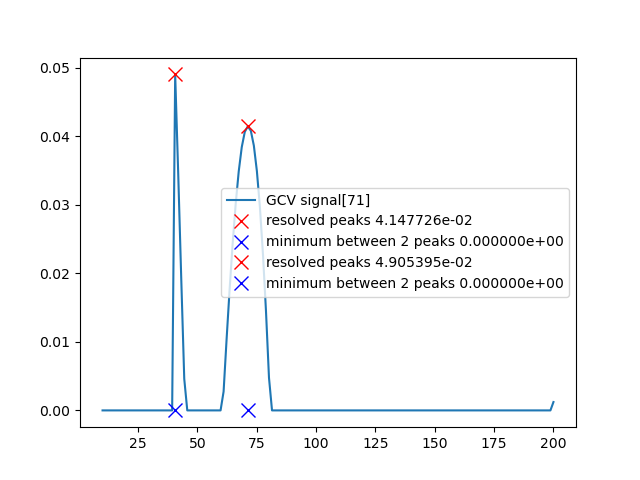 0.05
0.04
0.03
0.02
0.01
0.00
GCV signal[71]
resolved peaks 4.147726e-02
minimum between 2 peaks 0.000000e+00
resolved peaks 4.905395e-02
minimum between 2 peaks 0.000000e+00
25 50 75 100 125 150 175 200